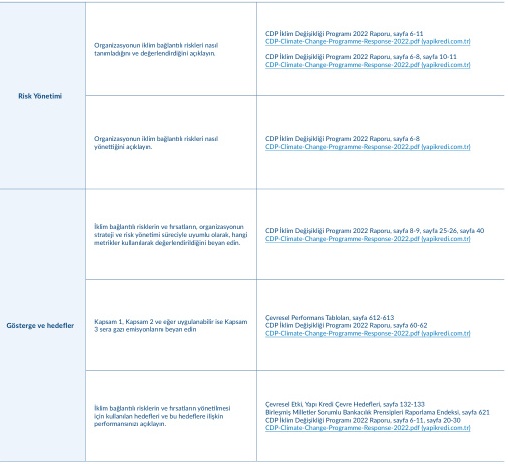 Risk Yönetimi
Organizasyonun iklim bağlantılı riskleri nasıl
tanımladığını ve değerlendirdiğini açıklayın.
CDP İklim Değişikliği Programı 2022 Raporu, sayfa 6-11
CDP-Climate-Change-Programme-Response-2022.pdf (yapikredi.com.tr)
CDP İklim Değişikliği Programı 2022 Raporu, sayfa 6-8, sayfa 10-11
CDP-Climate-Change-Programme-Response-2022.pdf (yapikredi.com.tr)
Organizasyonun iklim bağlantılı riskleri nasıl
yönettiğini açıklayın.
CDP İklim Değişikliği Programı 2022 Raporu, sayfa 6-8
CDP-Climate-Change-Programme-Response-2022.pdf (yapikredi.com.tr)
Gösterge ve hedefler
İklim bağlantılı risklerin ve fırsatların, organizasyonun
strateji ve risk yönetimi süreciyle uyumlu olarak, hangi
metrikler kullanılarak değerlendirildiğini beyan edin.
CDP İklim Değişikliği Programı 2022 Raporu, sayfa 8-9, sayfa 25-26, sayfa 40
CDP-Climate-Change-Programme-Response-2022.pdf (yapikredi.com.tr)
Kapsam 1, Kapsam 2 ve eğer uygulanabilir ise Kapsam
3 sera gazı emisyonlarını beyan edin
Çevresel Performans Tabloları, sayfa 612-613
CDP İklim Değişikliği Programı 2022 Raporu, sayfa 60-62
CDP-Climate-Change-Programme-Response-2022.pdf (yapikredi.com.tr)
İklim bağlantılı risklerin ve fırsatların yönetilmesi
için kullanılan hedefleri ve bu hedeflere ilişkin
performansınızı açıklayın.
Çevresel Etki, Yapı Kredi Çevre Hedefleri, sayfa 132-133
Birleşmiş Milletler Sorumlu Bankacılık Prensipleri Raporlama Endeksi, sayfa 621
CDP İklim Değişikliği Programı 2022 Raporu, sayfa 6-11, sayfa 20-30
CDP-Climate-Change-Programme-Response-2022.pdf (yapikredi.com.tr)